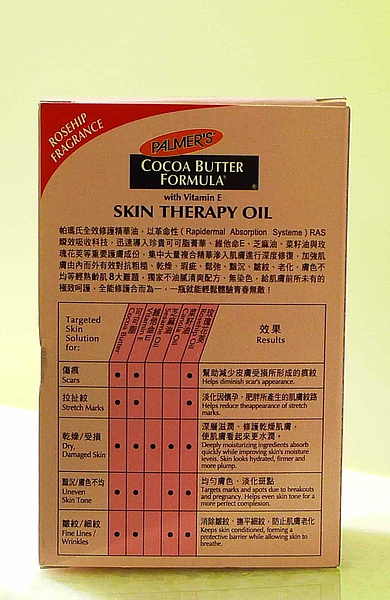 ROSEHIP
FRAGRANCE
PALMER'S
COCOA BUTTER
FORMULA®
with Vitamin E
SKIN THERAPY OIL
帕瑪氏全效修護精華油，以革命性（Rapidermal Absorption Systeme）RAS
瞬效吸收科技，迅速導入珍貴可可脂菁華、維他命E、芝麻油、菜籽油與玫
瑰花萃等重要護膚成份，集中大量複合精萃滲入肌膚進行深度修復，加強肌
膚由內而外有效對抗粗糙、乾燥、瑕疵、鬆弛、黯沉、皺紋、老化、膚色不
均等輕熟齡肌8大難題，獨家不油膩清爽配方、無染色，給肌膚前所未有的
極致呵護，全能修護合而為一，一瓶就能輕鬆體驗青春無敵！
Targeted
Skin
Solution
for:
可可脂
Cocoa Butter
維他命E
Vitamin E
芝麻油
菜籽油
玫瑰花萃
效果
Results
傷痕
Scars
幫助減少皮膚受損所形成的痕紋
Helps diminish scar's appearance.
拉扯紋
Stretch Marks
淡化因懷孕、肥胖所產生的肌膚紋路
Helps reduce theappearance of stretch
marks.
乾燥/受損
Dry,
Damaged Skin
深層滋潤、修護乾燥肌膚，
使肌膚看起來更水潤。
Deeply moisturizing ingredients absorb
quickly while improving skin's moisture
levels. Skin looks hydrated, firmer and
more plump.
黯沉/膚色不均
Uneven
Skin Tone
均勻膚色、淡化斑點
Targets marks and spots due to breakouts
and pregnancy. Helps even skin tone for a
more perfect complexion.
皺紋/細紋
Fine Lines /
Wrinkles
消除皺紋、撫平細紋，防止肌膚老化
Keeps skin conditioned, forming a
protective barrier while allowing skin to
breathe.